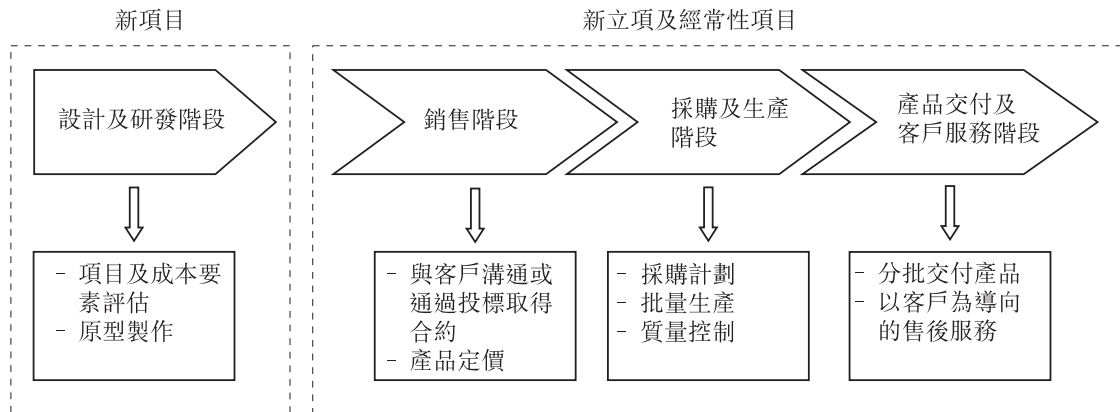 新項目
新立項及經常性項目
設計及研發階段
銷售階段
採購及生產
階段
產品交付及
客戶服務階段
- 項目及成本要
素評估
- 原型製作
- 與客戶溝通或
通過投標取得
合約
- 產品定價
- 採購計劃
- 批量生產
- 質量控制
- 分批交付產品
- 以客戶為導向
的售後服務